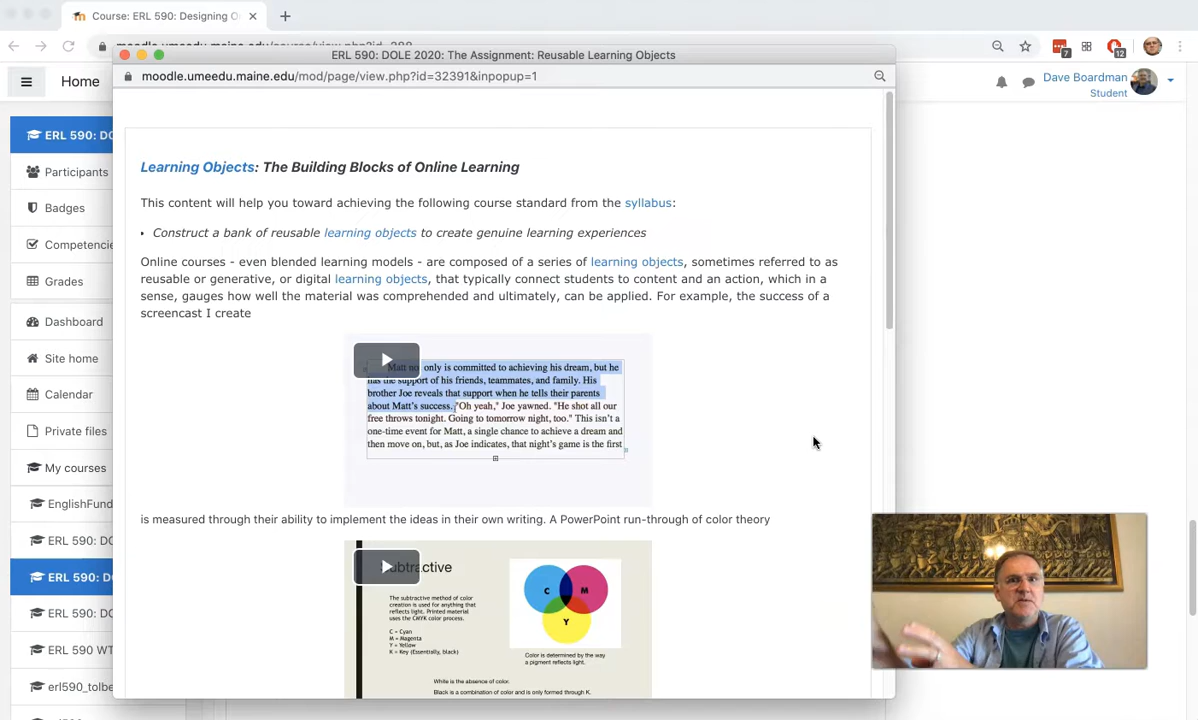 Course: ERL 590: Designing O
ERL 590: DOLE 2020: The Assignment: Reusable Learning Objects
moodle.umeedu.maine.edu/mod/page/view.php?id=32391&inpopup=1
7
12
Home
Dave Boardman
Student
ERL 590: DO
Participants
Badges
Competencie
Grades
Dashboard
Site home
Calendar
Private files
My courses
EnglishFund
ERL 590: DO
ERL 590: DO
ERL 590: DO
ERL 590 WT
erl590_tolbe
Learning Objects: The Building Blocks of Online Learning
This content will help you toward achieving the following course standard from the syllabus:
• Construct a bank of reusable learning objects to create genuine learning experiences
Online courses - even blended learning models - are composed of a series of learning objects, sometimes referred to as
reusable or generative, or digital learning objects, that typically connect students to content and an action, which in a
sense, gauges how well the material was comprehended and ultimately, can be applied. For example, the success of a
screencast I create
Matt not only is committed to achieving his dream, but he
has the support of his friends, teammates, and family. His
brother Joe reveals that support when he tells their parents
about Matt's success. "Oh yeah," Joe yawned. "He shot all our
free throws tonight. Going to tomorrow night, too." This isn't a
one-time event for Matt, a single chance to achieve a dream and
then move on, but, as Joe indicates, that night's game is the first
is measured through their ability to implement the ideas in their own writing. A PowerPoint run-through of color theory
Subtractive
The subtractive method of color
creation is used for anything that
reflects light. Printed material
uses the CMYK color process.
C = Cyan
M = Magenta
Y = Yellow
K = Key (Essentially, black)
C
M
Y
Color is determined by the way
a pigment reflects light.
White is the absence of color.
Black is a combination of color and is only formed through K.